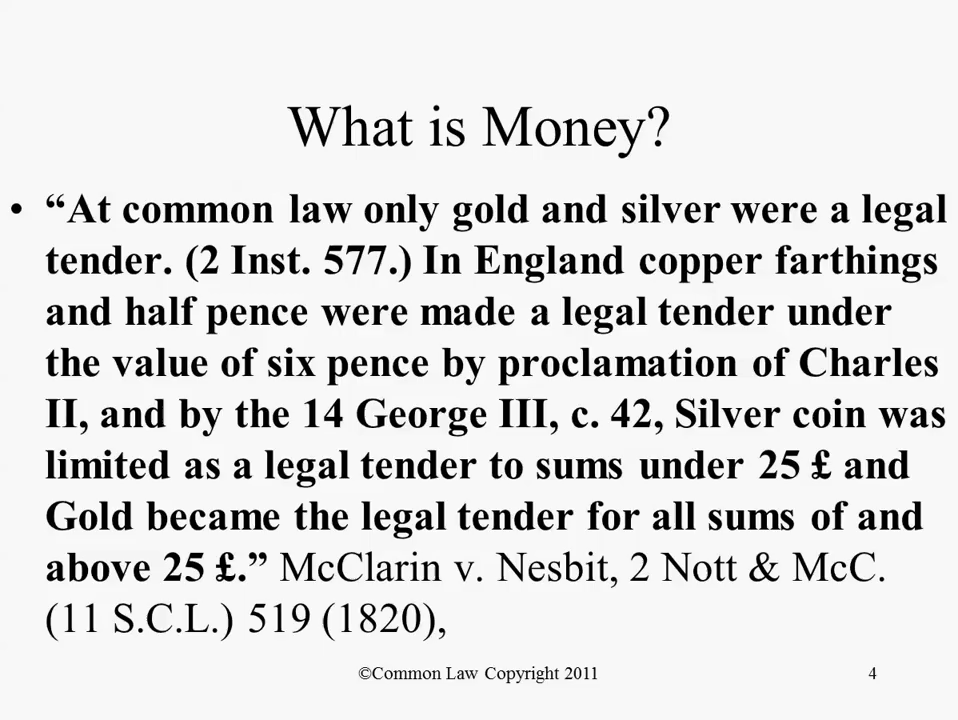 What is Money?
• “At common law only gold and silver were a legal
tender. (2 Inst. 577.) In England copper farthings
and half pence were made a legal tender under
the value of six pence by proclamation of Charles
II, and by the 14 George III, c. 42, Silver coin was
limited as a legal tender to sums under 25 £ and
Gold became the legal tender for all sums of and
above 25 £.” McClarin v. Nesbit, 2 Nott & McC.
(11 S.C.L.) 519 (1820),
©Common Law Copyright 2011
4